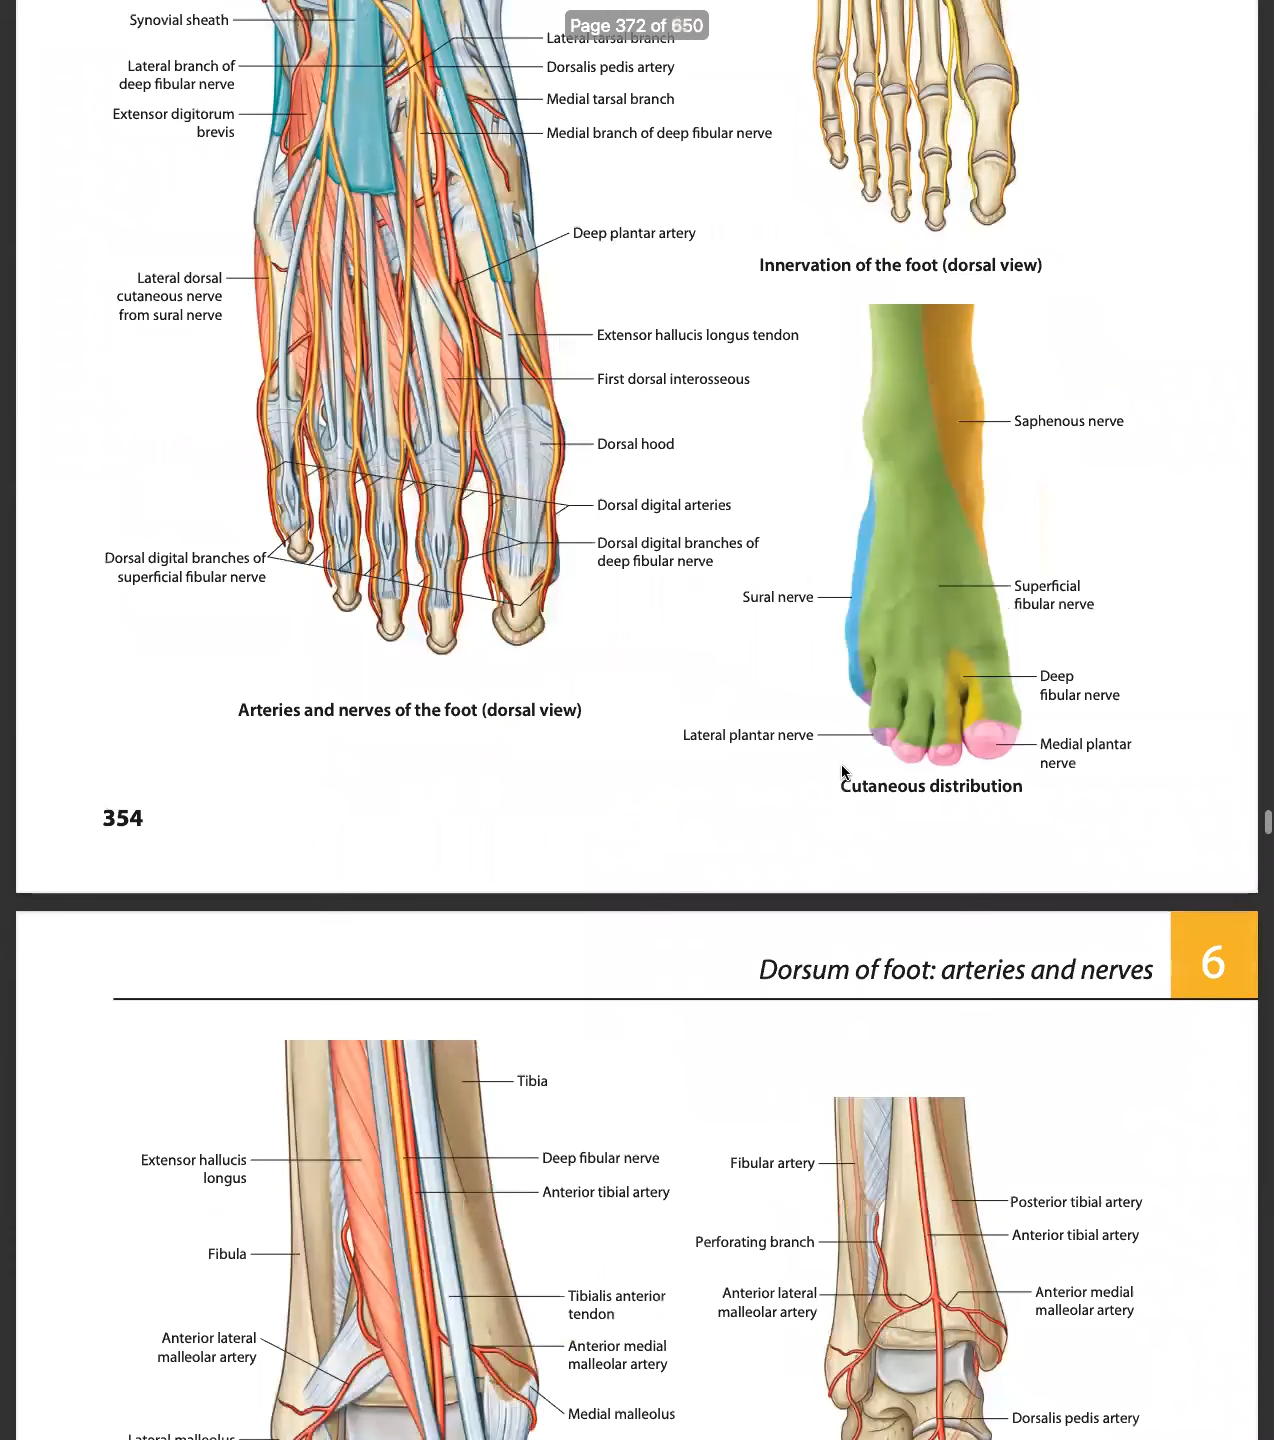 Page 372 of 650
Synovial sheath
Lateral tarsal branch
Lateral branch of
deep fibular nerve
Dorsalis pedis artery
Medial tarsal branch
Extensor digitorum
brevis
Medial branch of deep fibular nerve
Deep plantar artery
Lateral dorsal
cutaneous nerve
from sural nerve
Extensor hallucis longus tendon
First dorsal interosseous
Dorsal hood
Dorsal digital arteries
Dorsal digital branches of
deep fibular nerve
Dorsal digital branches of
superficial fibular nerve
Arteries and nerves of the foot (dorsal view)
Innervation of the foot (dorsal view)
Saphenous nerve
Sural nerve
Superficial
fibular nerve
Deep
fibular nerve
Lateral plantar nerve
Medial plantar
nerve
Cutaneous distribution
354
Dorsum of foot: arteries and nerves
6
Tibia
Extensor hallucis
longus
Deep fibular nerve
Anterior tibial artery
Fibula
Tibialis anterior
tendon
Anterior lateral
malleolar artery
Anterior medial
malleolar artery
Medial malleolus
Lateral malleolus
Fibular artery
Posterior tibial artery
Perforating branch
Anterior tibial artery
Anterior lateral
malleolar artery
Anterior medial
malleolar artery
Dorsalis pedis artery